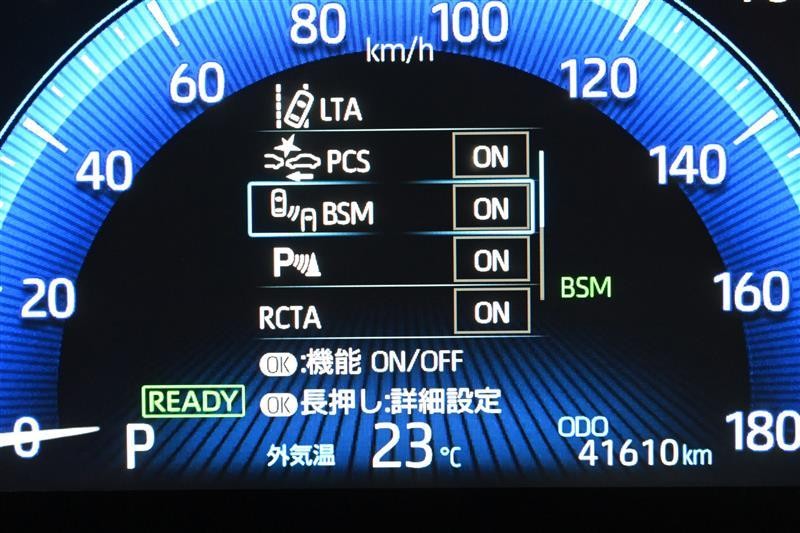 80
100
km/h
60
120
LTA
40
PCS ON
140
BSM ON
P ON
20
BSM
160
RCTA ON
OK:機能 ON/OFF
READY
OK長押し:詳細設定
0
P
外気温 23℃
ODO
41610km
180